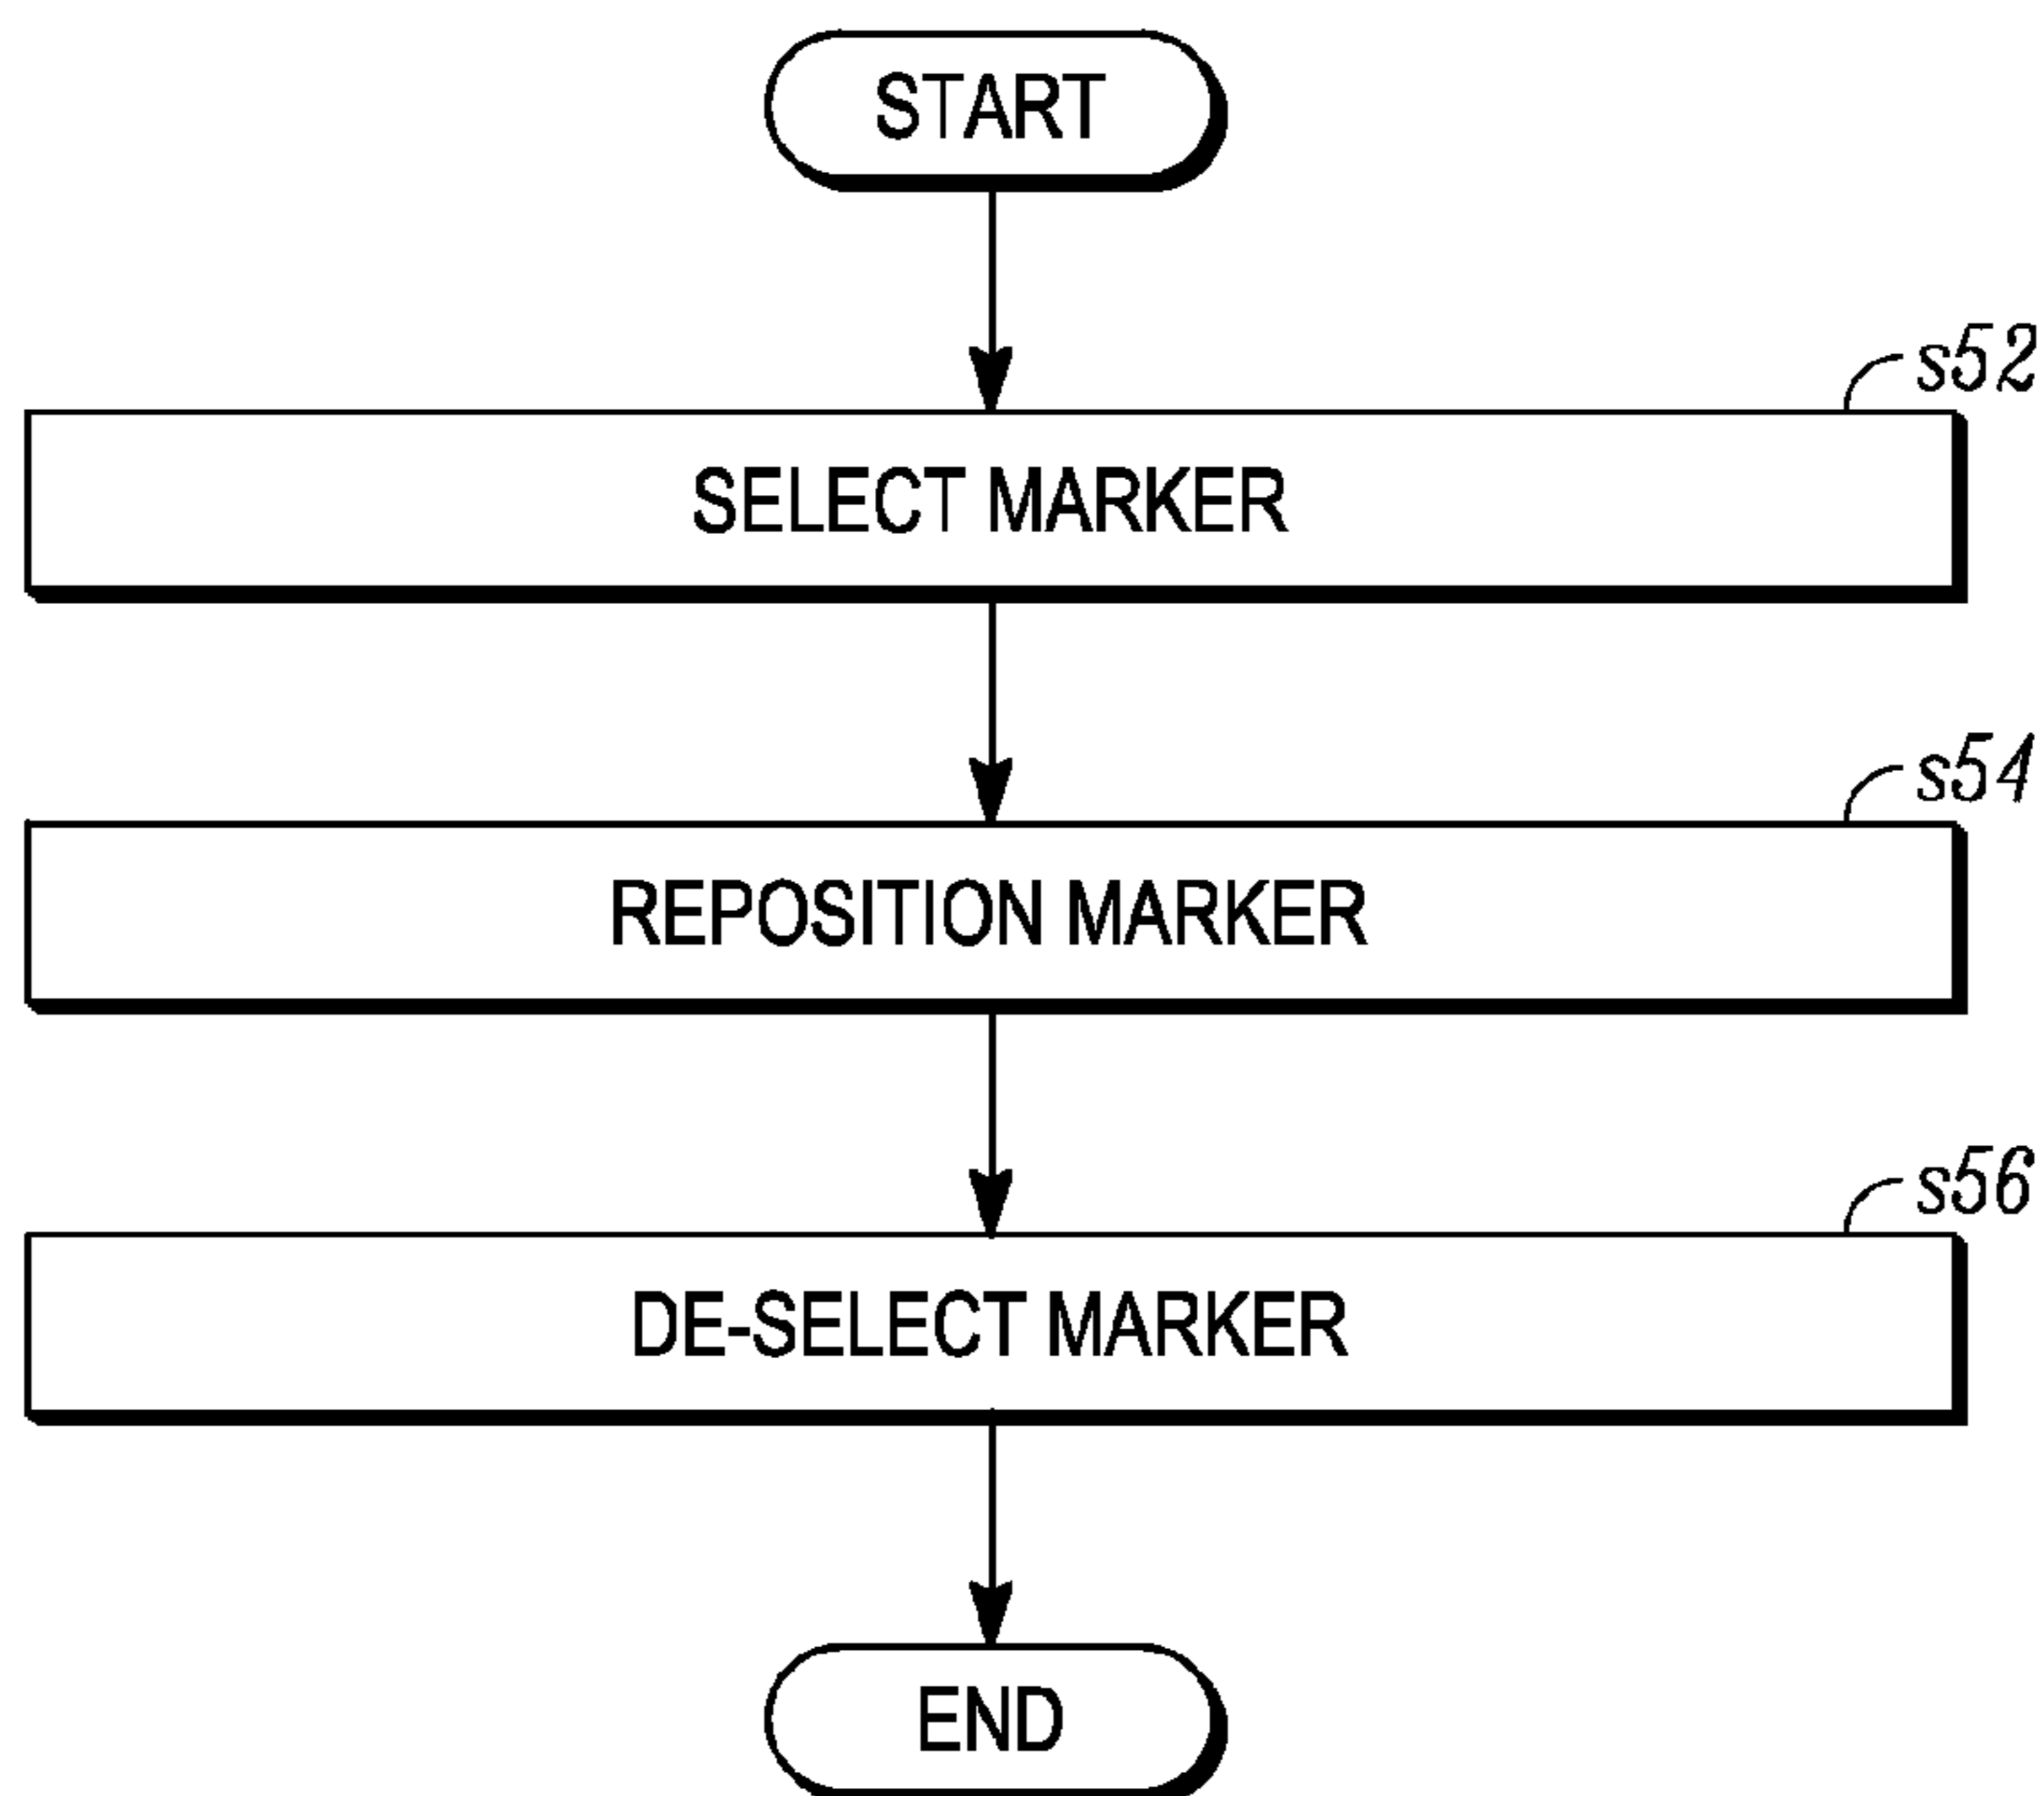 START
s52
SELECT MARKER
s54
REPOSITION MARKER
s56
DE-SELECT MARKER
END